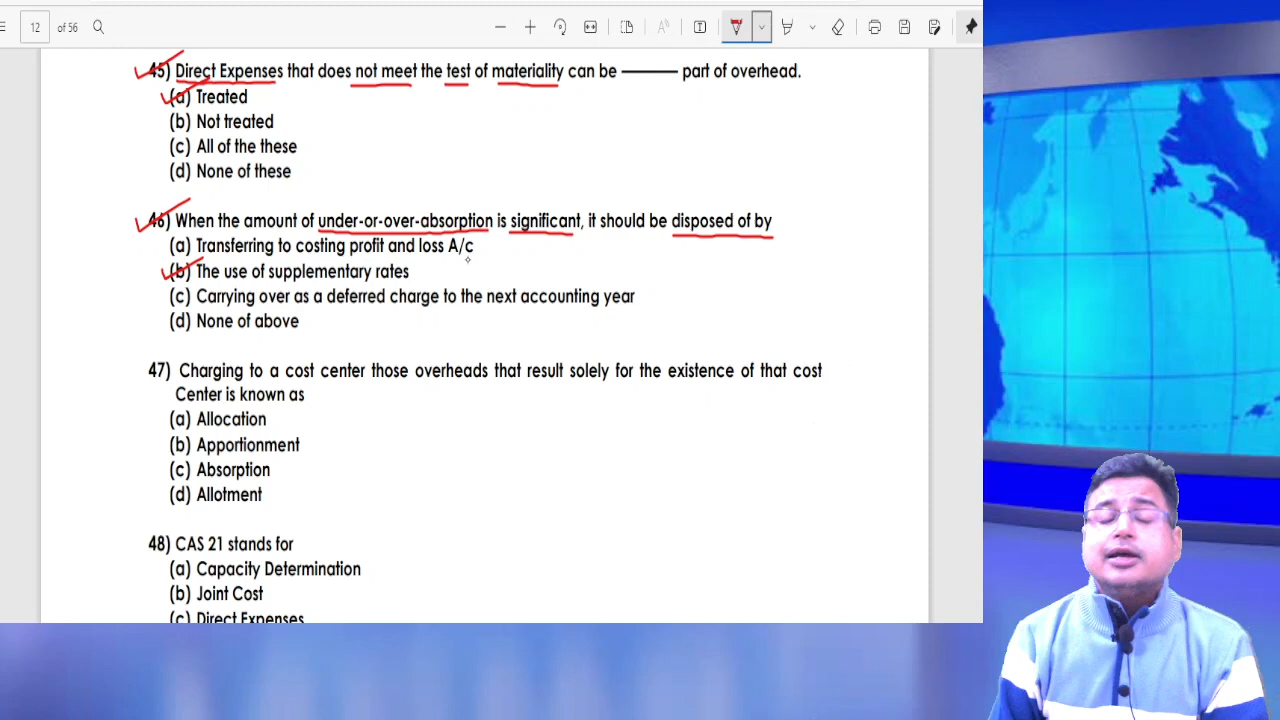 12 of 56
45) Direct Expenses that does not meet the test of materiality can be ———— part of overhead.
(a) Treated
(b) Not treated
(c) All of the these
(d) None of these
46) When the amount of under-or-over-absorption is significant, it should be disposed of by
(a) Transferring to costing profit and loss A/c
(b) The use of supplementary rates
(c) Carrying over as a deferred charge to the next accounting year
(d) None of above
47) Charging to a cost center those overheads that result solely for the existence of that cost
Center is known as
(a) Allocation
(b) Apportionment
(c) Absorption
(d) Allotment
48) CAS 21 stands for
(a) Capacity Determination
(b) Joint Cost
(c) Direct Expenses